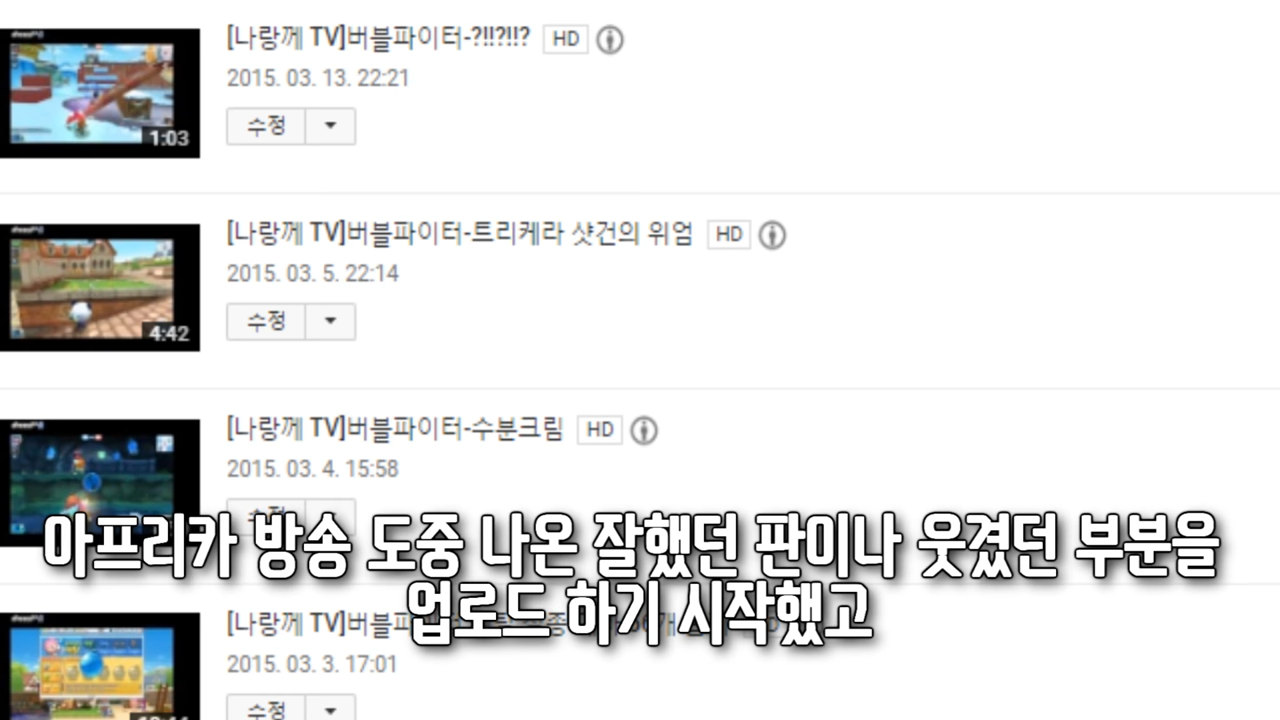 [나랑께 TV]버블파이터-?!!?!!? HD
2015. 03. 13. 22:21
수정
1:03
[나랑께 TV]버블파이터-트리케라 샷건의 위엄 HD
2015. 03. 5. 22:14
수정
4:42
[나랑께 TV]버블파이터-수분크림 HD
2015. 03. 4. 15:58
수정
아프리카 방송 도중 나온 잘했던 판이나 웃겼던 부분을
업로드 하기 시작했고
[나랑께 TV]버블파
2015. 03. 3. 17:01
수정